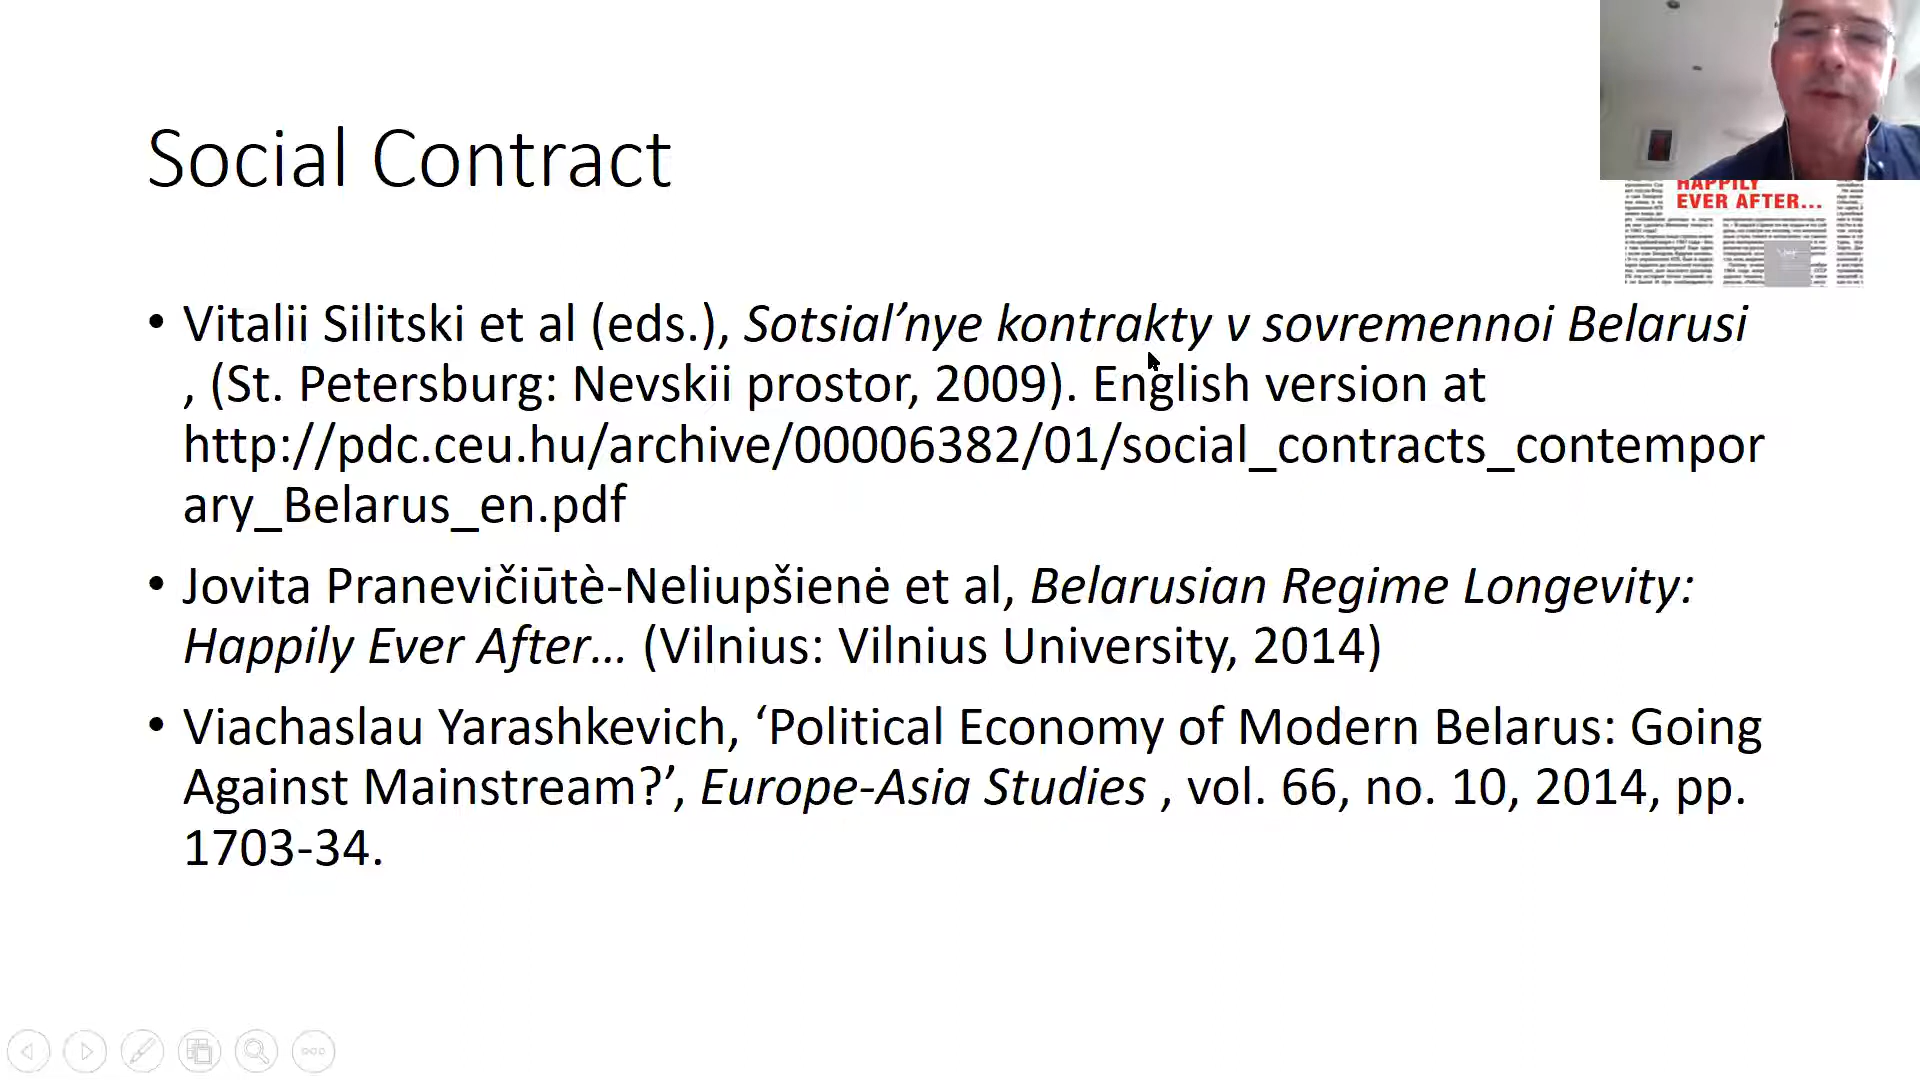 Social Contract
HAPPILY
EVER AFTER...
• Vitalii Silitski et al (eds.), Sotsial’nye kontrakty v sovremennoi Belarusi
, (St. Petersburg: Nevskii prostor, 2009). English version at
http://pdc.ceu.hu/archive/00006382/01/social_contracts_contempor
ary_Belarus_en.pdf
• Jovita Pranevičiūtè-Neliupšienė et al, Belarusian Regime Longevity:
Happily Ever After… (Vilnius: Vilnius University, 2014)
• Viachaslau Yarashkevich, ‘Political Economy of Modern Belarus: Going
Against Mainstream?’, Europe-Asia Studies , vol. 66, no. 10, 2014, pp.
1703-34.